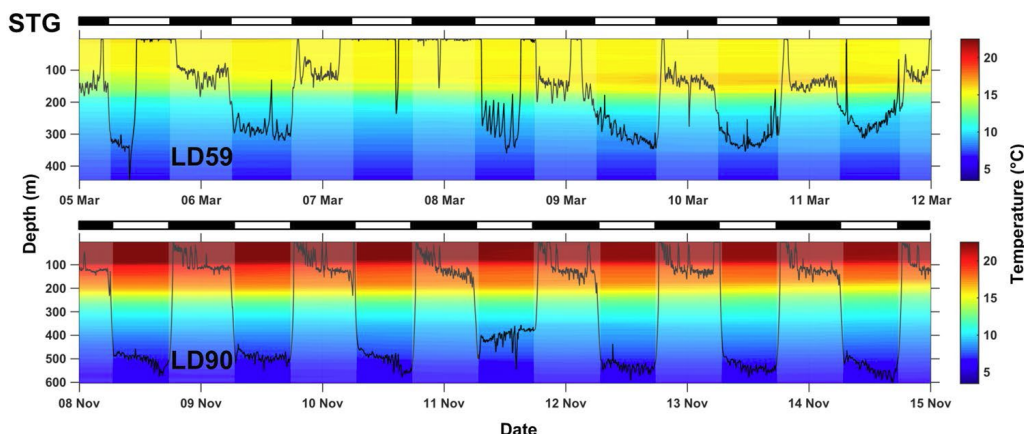 STG
Depth (m)
100
200
300
400
LD59
05 Mar 06 Mar 07 Mar 08 Mar 09 Mar 10 Mar 11 Mar 12 Mar
20
15
10
5
Temperature (°C)
100
200
300
400
500
600
LD90
08 Nov 09 Nov 10 Nov 11 Nov 12 Nov 13 Nov 14 Nov 15 Nov
20
15
10
5
Date